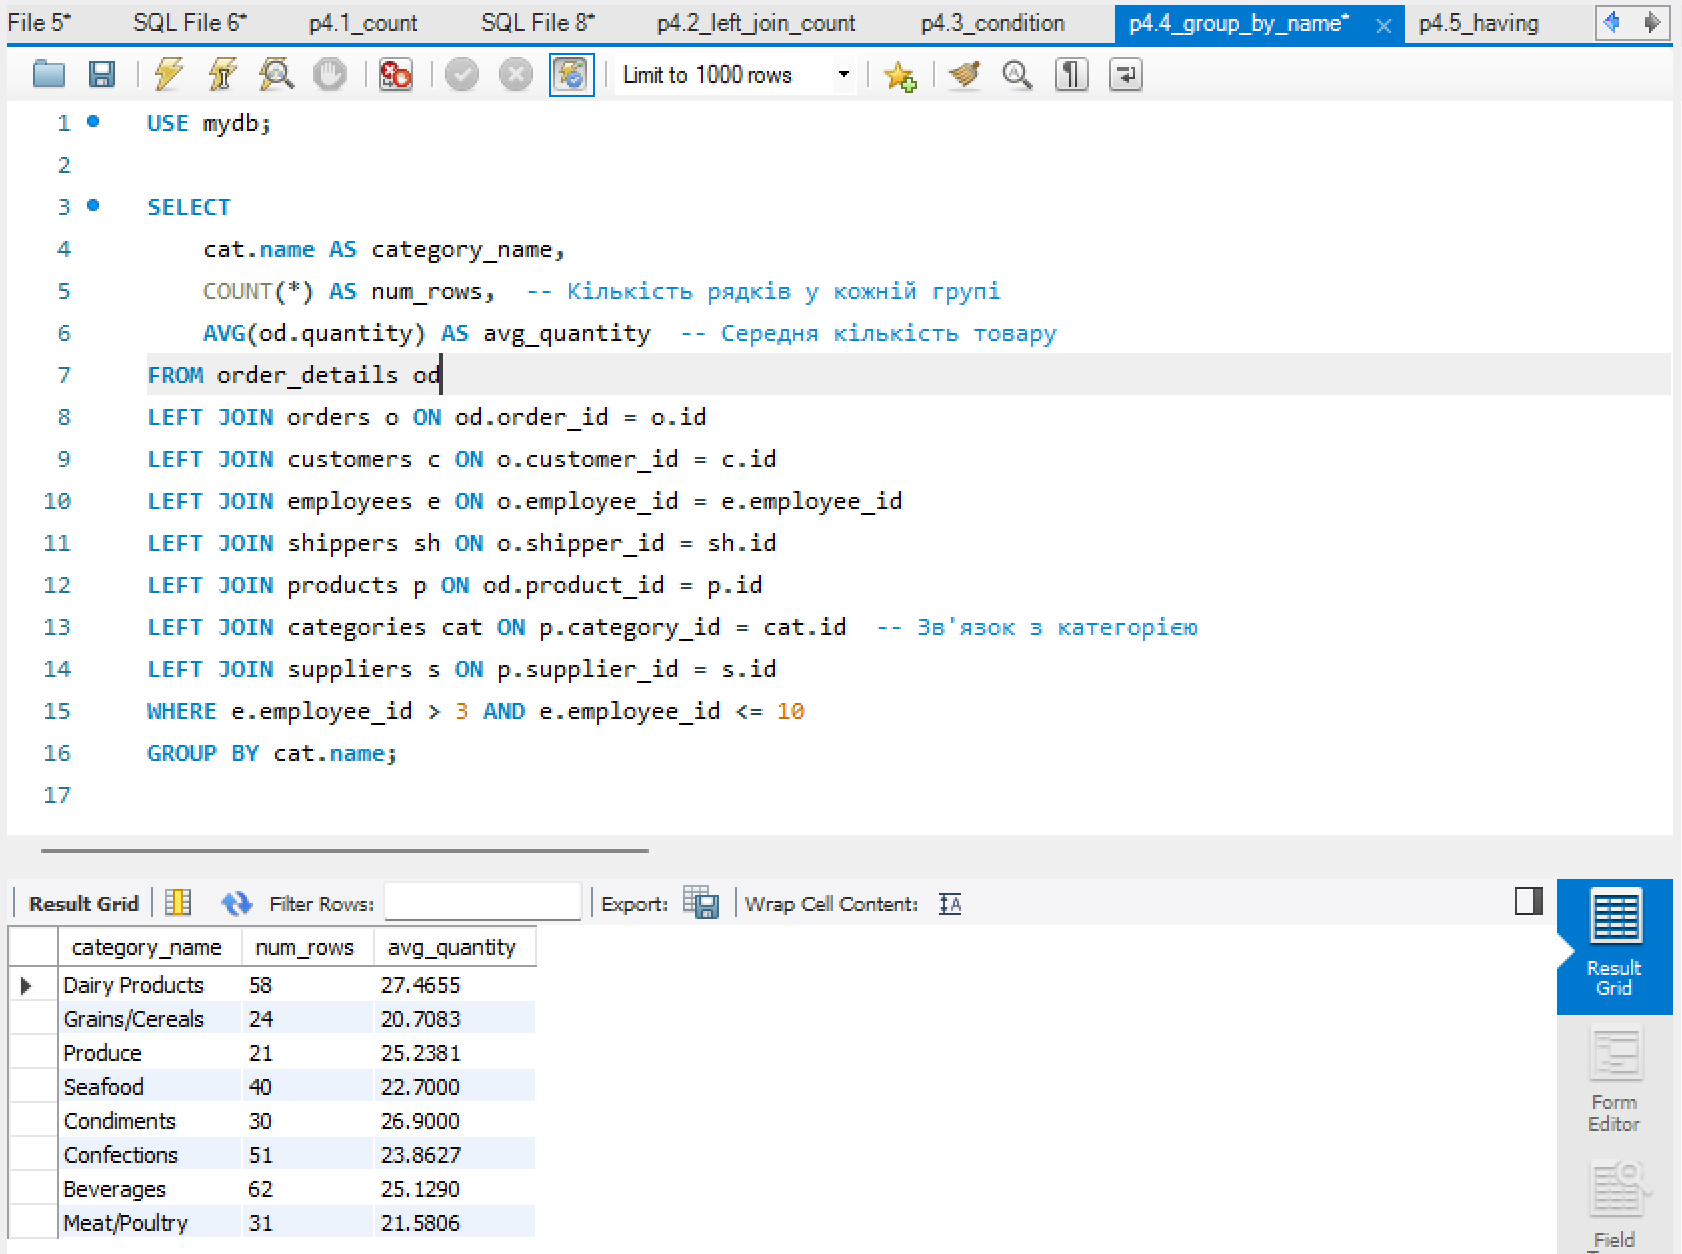 File 5* SQL File 6* p4.1_count SQL File 8* p4.2_left_join_count p4.3_condition p4.4_group_by_name* p4.5_having
Limit to 1000 rows
1 USE mydb;
2
3 SELECT
4 cat.name AS category_name,
5 COUNT(*) AS num_rows, -- Кількість рядків у кожній групі
6 AVG(od.quantity) AS avg_quantity -- Середня кількість товару
7 FROM order_details od
8 LEFT JOIN orders o ON od.order_id = o.id
9 LEFT JOIN customers c ON o.customer_id = c.id
10 LEFT JOIN employees e ON o.employee_id = e.employee_id
11 LEFT JOIN shippers sh ON o.shipper_id = sh.id
12 LEFT JOIN products p ON od.product_id = p.id
13 LEFT JOIN categories cat ON p.category_id = cat.id -- Зв'язок з категорією
14 LEFT JOIN suppliers s ON p.supplier_id = s.id
15 WHERE e.employee_id > 3 AND e.employee_id <= 10
16 GROUP BY cat.name;
17
Result Grid Filter Rows: Export: Wrap Cell Content:
category_name num_rows avg_quantity
Dairy Products 58 27.4655
Grains/Cereals 24 20.7083
Produce 21 25.2381
Seafood 40 22.7000
Condiments 30 26.9000
Confections 51 23.8627
Beverages 62 25.1290
Meat/Poultry 31 21.5806
Result
Grid
Form
Editor
Field